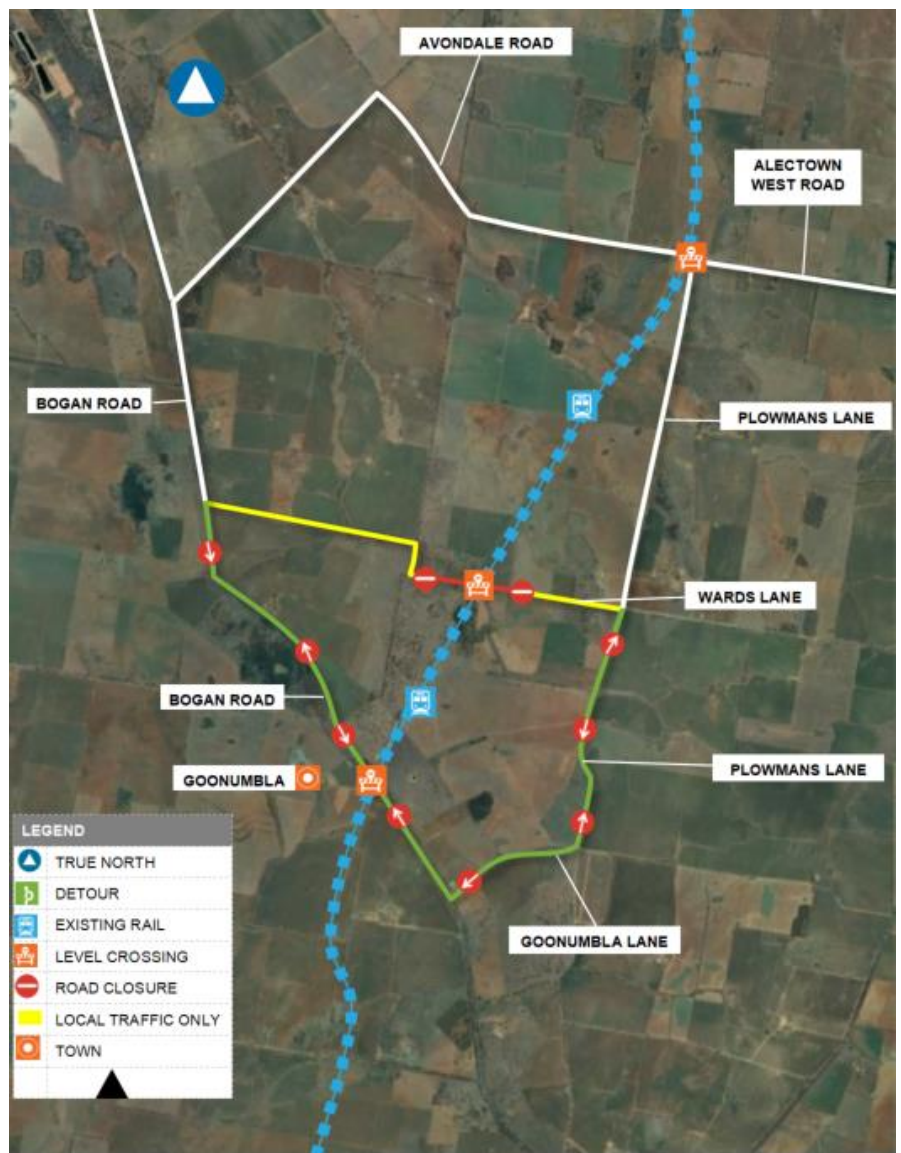 AVONDALE ROAD
ALECTOWN
WEST ROAD
BOGAN ROAD
PLOWMANS LANE
WARDS LANE
BOGAN ROAD
GOONUMBLA
PLOWMANS LANE
GOONUMBLA LANE
LEGEND
TRUE NORTH
DETOUR
EXISTING RAIL
LEVEL CROSSING
ROAD CLOSURE
LOCAL TRAFFIC ONLY
TOWN